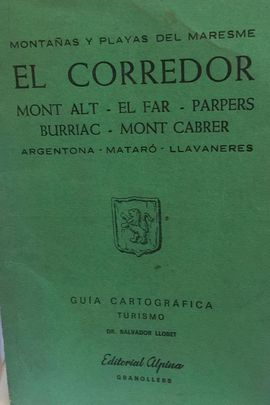 MONTAÑAS Y PLAYAS DEL MARESME
EL CORREDOR
MONT ALT - EL FAR - PARPERS
BURRIAC - MONT CABRER
ARGENTONA - MATARÓ - LLAVANERES
GUÍA CARTOGRÁFICA
TURISMO
DR. SALVADOR LLOBET
Editorial Alpina
GRANOLLERS